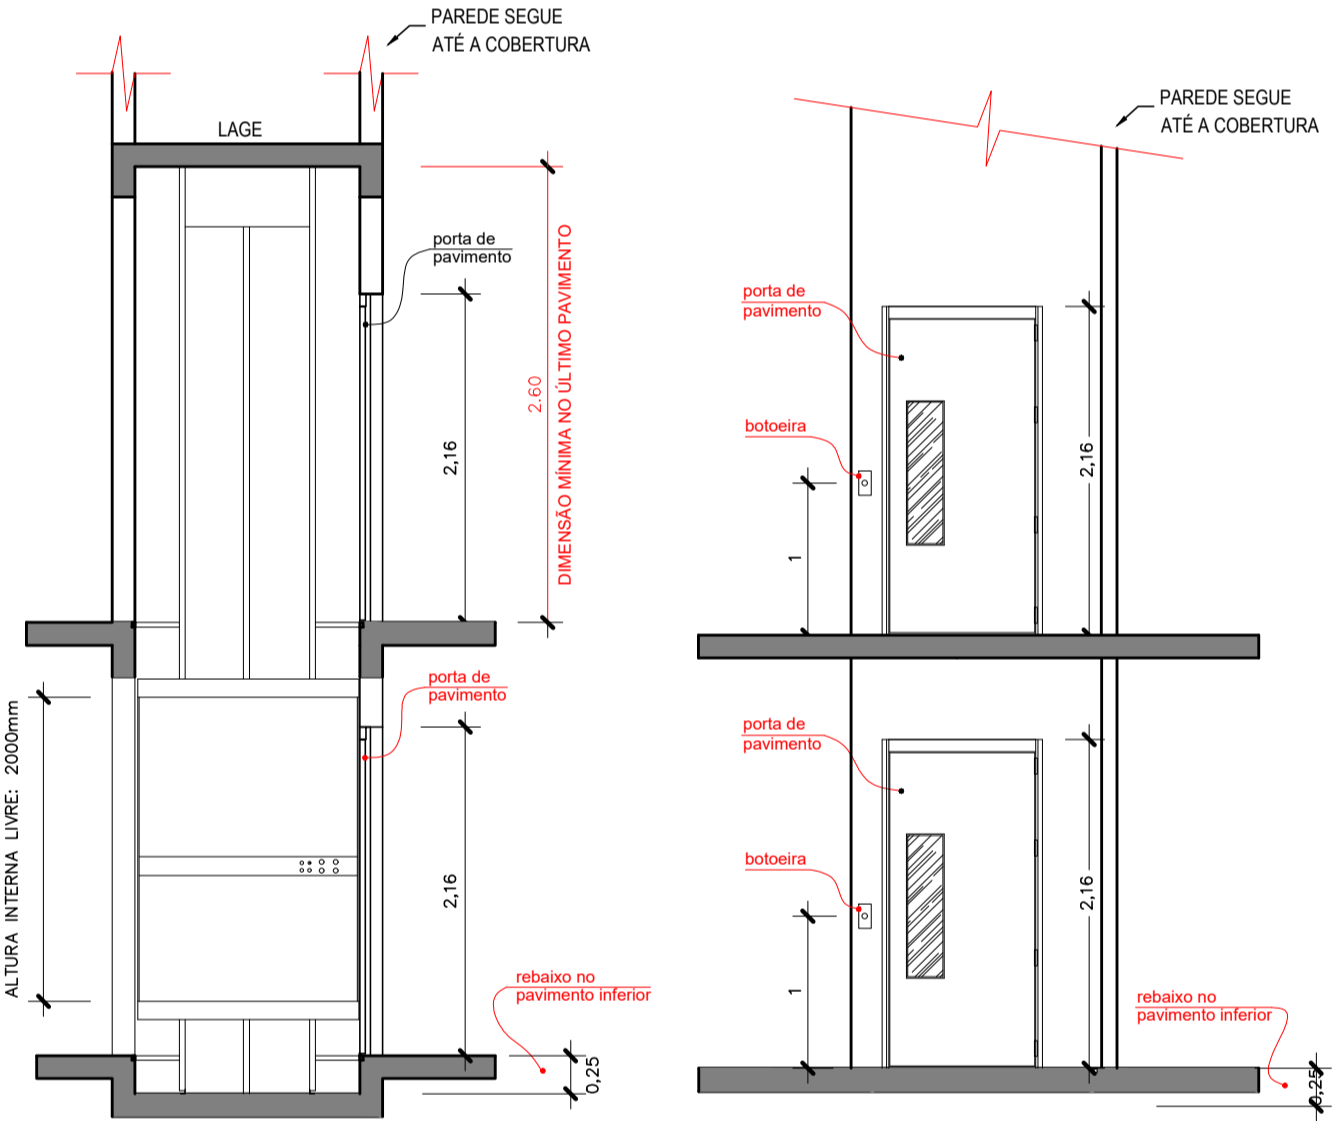 PAREDE SEGUE
ATÉ A COBERTURA
LAGE
porta de
pavimento
2,16
2.60
DIMENSÃO MÍNIMA NO ÚLTIMO PAVIMENTO
porta de
pavimento
ALTURA INTERNA LIVRE: 2000mm
2,16
rebaixo no
pavimento inferior
0,25
PAREDE SEGUE
ATÉ A COBERTURA
porta de
pavimento
botoeira
2,16
1
porta de
pavimento
botoeira
2,16
1
rebaixo no
pavimento inferior
0,25